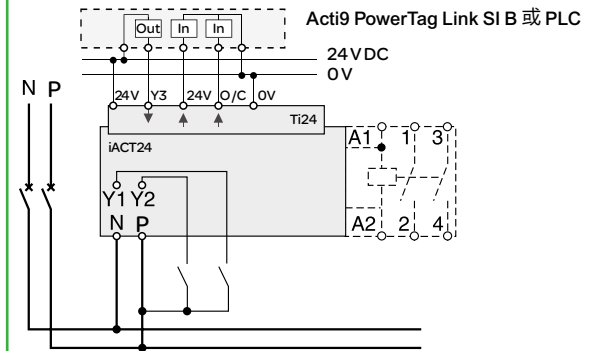 Acti9 PowerTag Link SI B 或 PLC
Out In In
24VDC
0V
N P
24V Y3 24V O/C 0V
Ti24
iACT24
A1 1 3
Y1 Y2
N P
A2 2 4